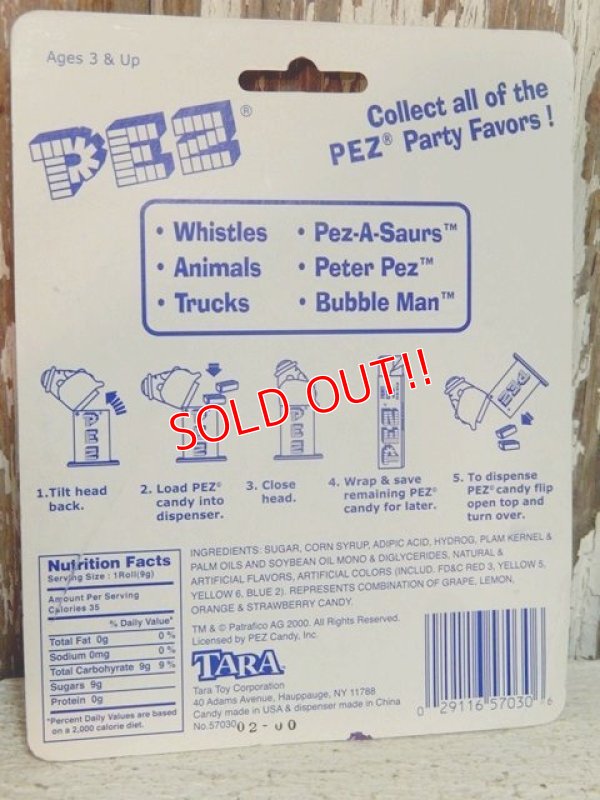 Ages 3 & Up
PEZ®
Collect all of the
PEZ® Party Favors !
• Whistles
• Animals
• Trucks
• Pez-A-Saurs™
• Peter Pez™
• Bubble Man™
SOLD OUT!!
PEZ
PEZ
PEZ
PEZ
1.Tilt head
back.
2. Load PEZ®
candy into
dispenser.
3. Close
head.
4. Wrap & save
remaining PEZ®
candy for later.
5. To dispense
PEZ® candy flip
open top and
turn over.
Nutrition Facts
Serving Size : 1Roll(9g)
Amount Per Serving
Calories 35
% Daily Value*
Total Fat 0g 0 %
Sodium 0mg 0 %
Total Carbohyrate 9g 9 %
Sugars 9g
Protein 0g
*Percent Daily Values are based
on a 2,000 calorie diet.
INGREDIENTS: SUGAR, CORN SYRUP, ADIPIC ACID, HYDROG, PLAM KERNEL &
PALM OILS AND SOYBEAN OIL MONO & DIGLYCERIDES, NATURAL &
ARTIFICIAL FLAVORS, ARTIFICIAL COLORS (INCLUD. FD&C RED 3, YELLOW 5,
YELLOW 6, BLUE 2). REPRESENTS COMBINATION OF GRAPE, LEMON,
ORANGE & STRAWBERRY CANDY.
TM & © Patrafico AG 2000. All Rights Reserved.
Licensed by PEZ Candy, Inc.
TARA
Tara Toy Corporation
40 Adams Avenue, Hauppauge, NY 11788
Candy made in USA & dispenser made in China
No.57030 02-00
0 29116 57030 6